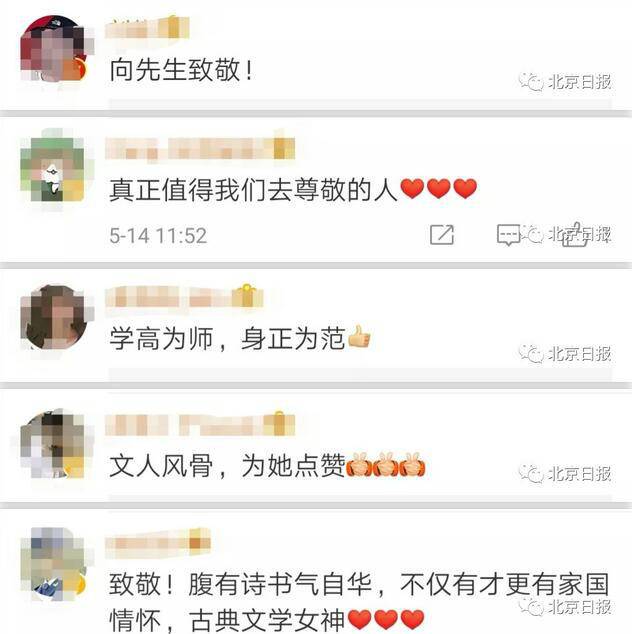 向先生致敬！
北京日报
真正值得我们去尊敬的人❤❤❤
5-14 11:52
北京日报
学高为师，身正为范👍
北京日报
文人风骨，为她点赞
北京日报
致敬！腹有诗书气自华，不仅有才更有家国
情怀，古典文学女神❤❤❤
北京日报